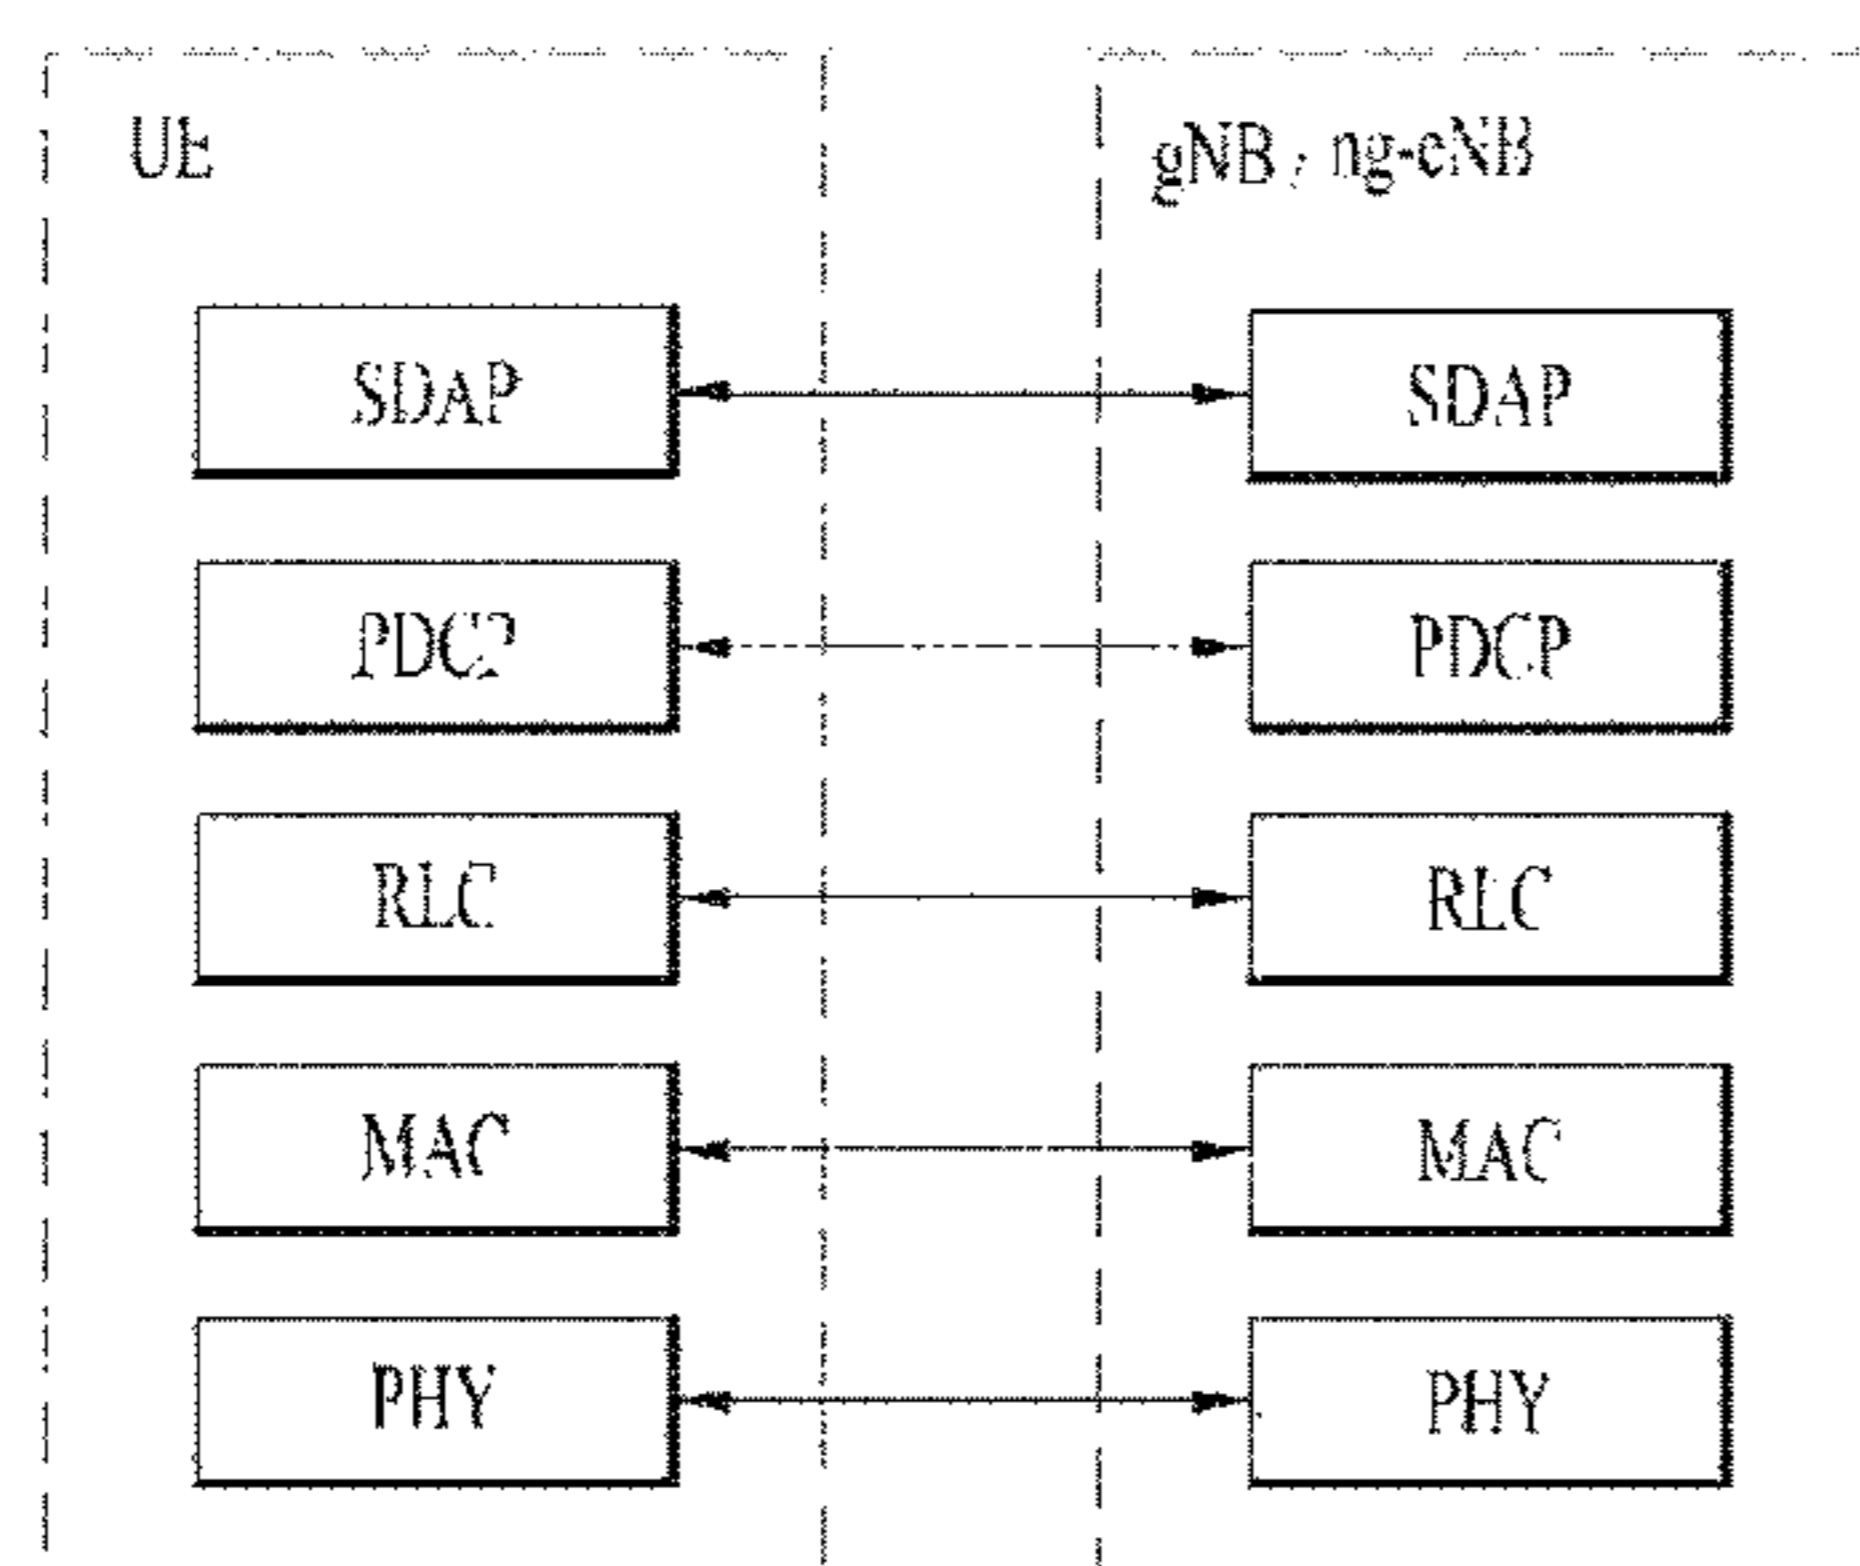 UE
gNB / ng-eNB
SDAP
SDAP
PDCP
PDCP
RLC
RLC
MAC
MAC
PHY
PHY